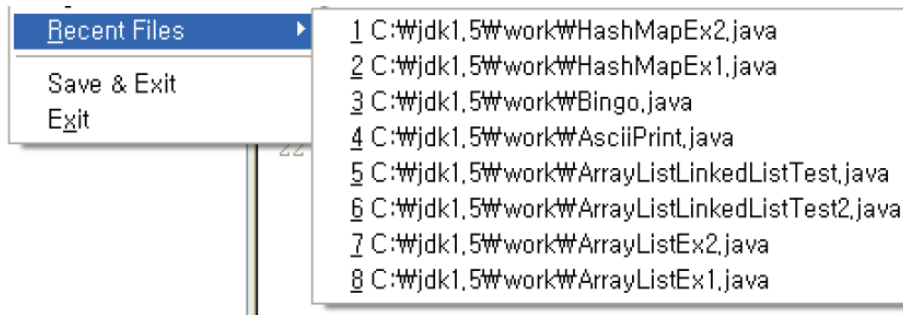 Recent Files
Save & Exit
Exit
22
1 C:₩jdk1.5₩work₩HashMapEx2.java
2 C:₩jdk1.5₩work₩HashMapEx1.java
3 C:₩jdk1.5₩work₩Bingo.java
4 C:₩jdk1.5₩work₩AsciiPrint.java
5 C:₩jdk1.5₩work₩ArrayListLinkedListTest.java
6 C:₩jdk1.5₩work₩ArrayListLinkedListTest2.java
7 C:₩jdk1.5₩work₩ArrayListEx2.java
8 C:₩jdk1.5₩work₩ArrayListEx1.java